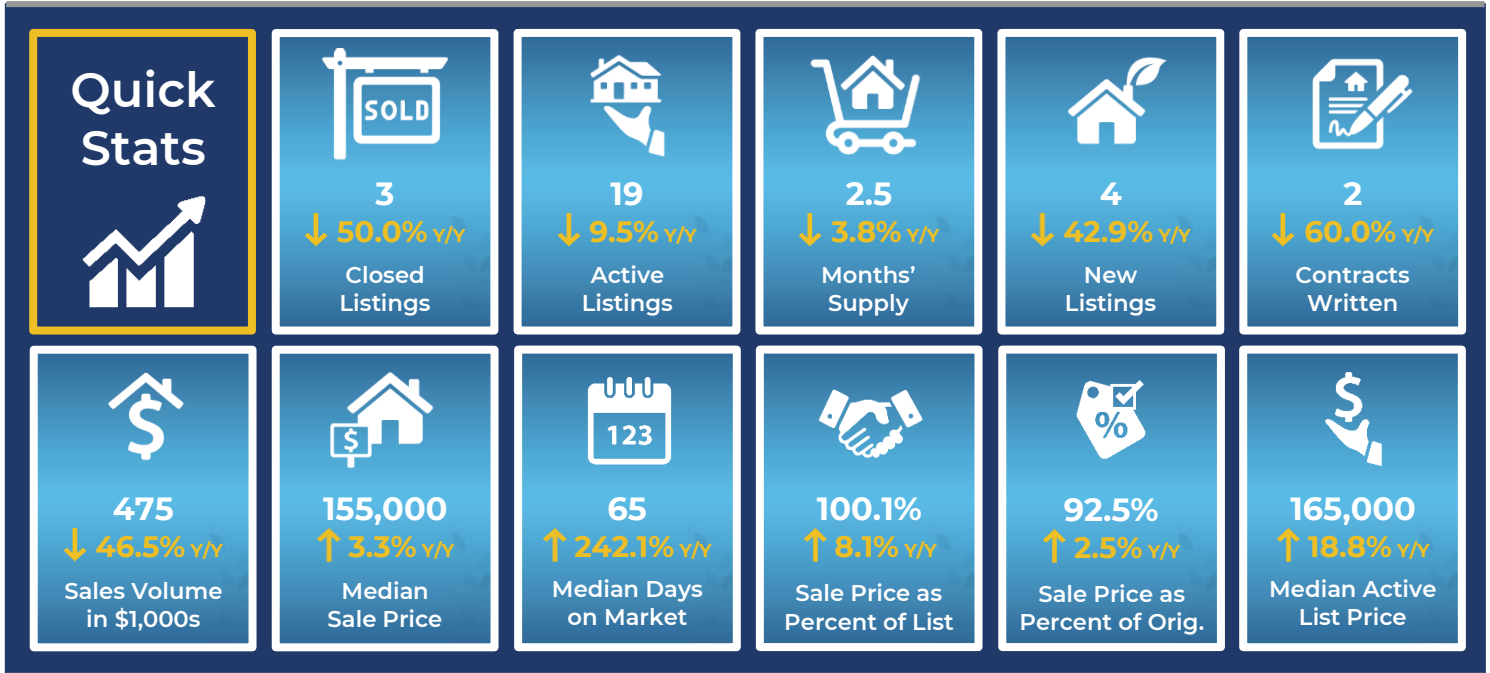 Quick
Stats
SOLD
3
↓ 50.0% Y/Y
Closed
Listings
19
↓ 9.5% Y/Y
Active
Listings
2.5
↓ 3.8% Y/Y
Months’
Supply
4
↓ 42.9% Y/Y
New
Listings
2
↓ 60.0% Y/Y
Contracts
Written
$
475
↓ 46.5% Y/Y
Sales Volume
in $1,000s
$
155,000
↑ 3.3% Y/Y
Median
Sale Price
123
65
↑ 242.1% Y/Y
Median Days
on Market
100.1%
↑ 8.1% Y/Y
Sale Price as
Percent of List
%
92.5%
↑ 2.5% Y/Y
Sale Price as
Percent of Orig.
$
165,000
↑ 18.8% Y/Y
Median Active
List Price